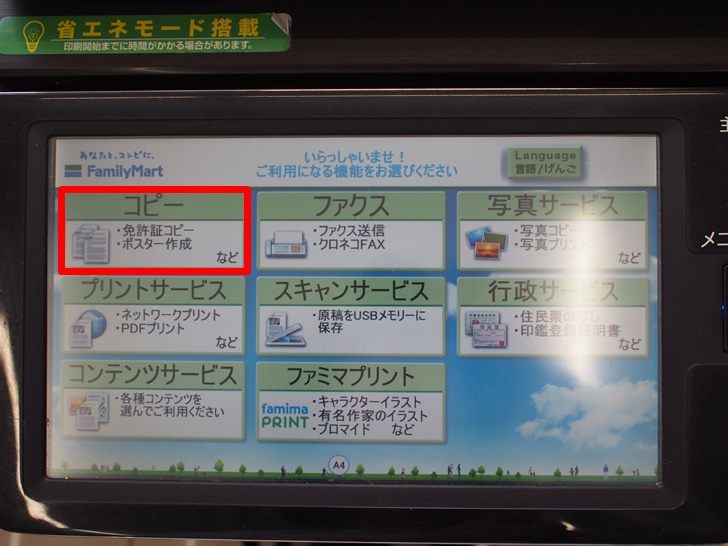 省エネモード搭載
印刷開始までに時間がかかる場合があります。
あなたと、コンビに、
FamilyMart
いらっしゃいませ！
ご利用になる機能をお選びください
Language
言語/げんご
コピー
・免許証コピー
・ポスター作成
など
ファクス
・ファクス送信
・クロネコFAX
写真サービス
・写真コピー
・写真プリント
など
プリントサービス
・ネットワークプリント
・PDFプリント
など
スキャンサービス
・原稿をUSBメモリーに
保存
行政サービス
・住民票の写し
・印鑑登録証明書
など
コンテンツサービス
・各種コンテンツを
選んでご利用ください
ファミマプリント
famima
PRINT
・キャラクターイラスト
・有名作家のイラスト
・ブロマイド など
A4
メニ